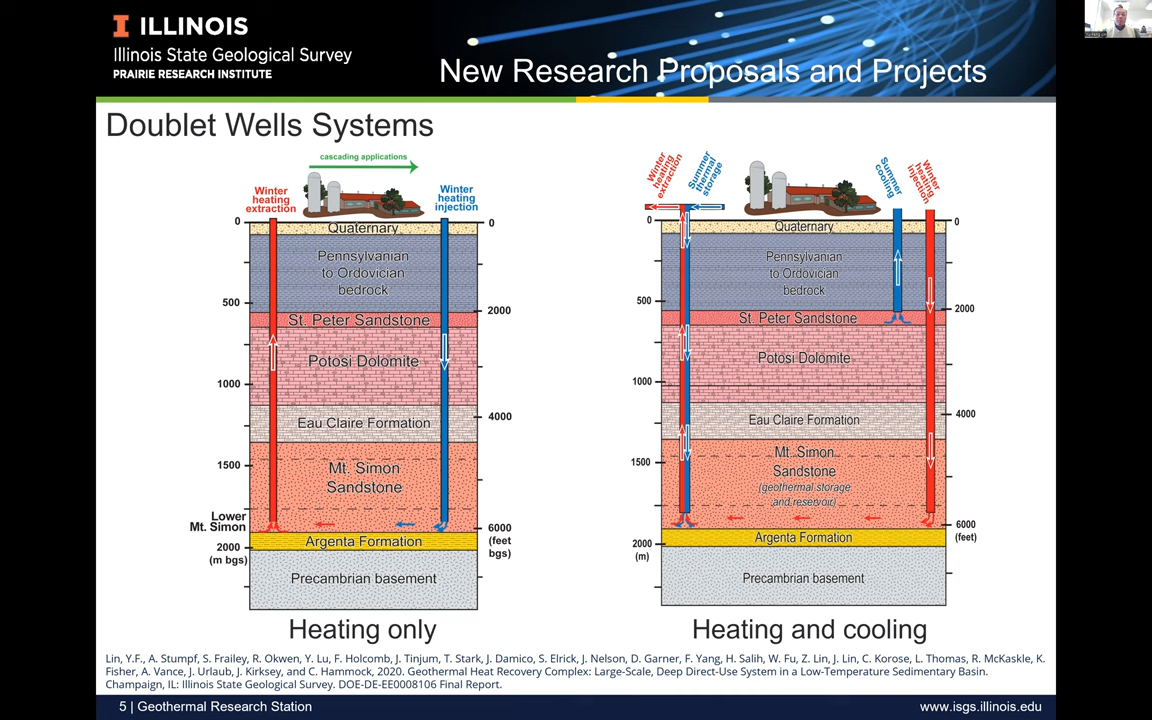 ILLINOIS
Illinois State Geological Survey
PRAIRIE RESEARCH INSTITUTE
New Research Proposals and Projects
Doublet Wells Systems
cascading applications
Winter
heating
extraction
Winter
heating
injection
0
0
Quaternary
Pennsylvanian
to Ordovician
bedrock
500
2000
St. Peter Sandstone
Potosi Dolomite
1000
4000
Eau Claire Formation
1500
Mt. Simon
Sandstone
Lower
Mt. Simon
6000
(feet
bgs)
Argenta Formation
2000
(m bgs)
Precambrian basement
Heating only
Winter
heating
extraction
Summer
thermal
storage
Summer
cooling
Winter
heating
injection
0
0
Quaternary
Pennsylvanian
to Ordovician
bedrock
500
2000
St. Peter Sandstone
Potosi Dolomite
1000
4000
Eau Claire Formation
Mt. Simon
1500
Sandstone
(geothermal storage
and reservoir)
6000
(feet)
Argenta Formation
2000
(m)
Precambrian basement
Heating and cooling
Lin, Y.F., A. Stumpf, S. Frailey, R. Okwen, Y. Lu, F. Holcomb, J. Tinjum, T. Stark, J. Damico, S. Elrick, J. Nelson, D. Garner, F. Yang, H. Salih, W. Fu, Z. Lin, J. Lin, C. Korose, L. Thomas, R. McKaskle, K.
Fisher, A. Vance, J. Urlaub, J. Kirksey, and C. Hammock, 2020. Geothermal Heat Recovery Complex: Large-Scale, Deep Direct-Use System in a Low-Temperature Sedimentary Basin.
Champaign, IL: Illinois State Geological Survey. DOE-DE-EE0008106 Final Report.
5 | Geothermal Research Station
www.isgs.illinois.edu